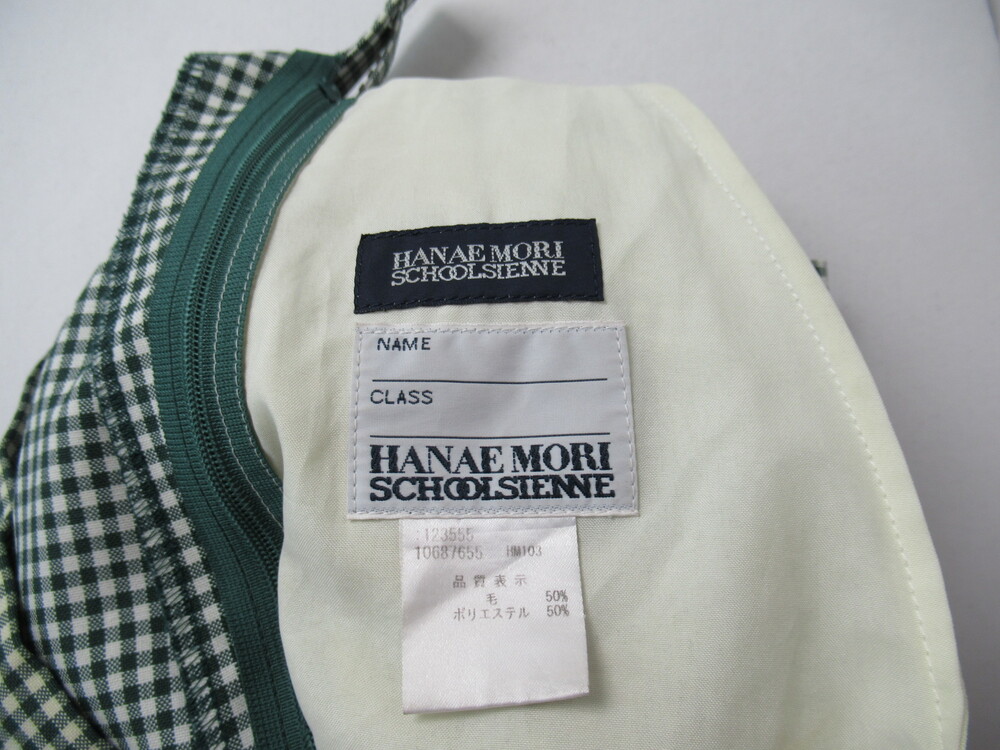 HANAE MORI
SCHOOLSIENNE
NAME
CLASS
HANAE MORI
SCHOOLSIENNE
:123555
10687655 HM103
品質表示
毛 50%
ポリエステル 50%